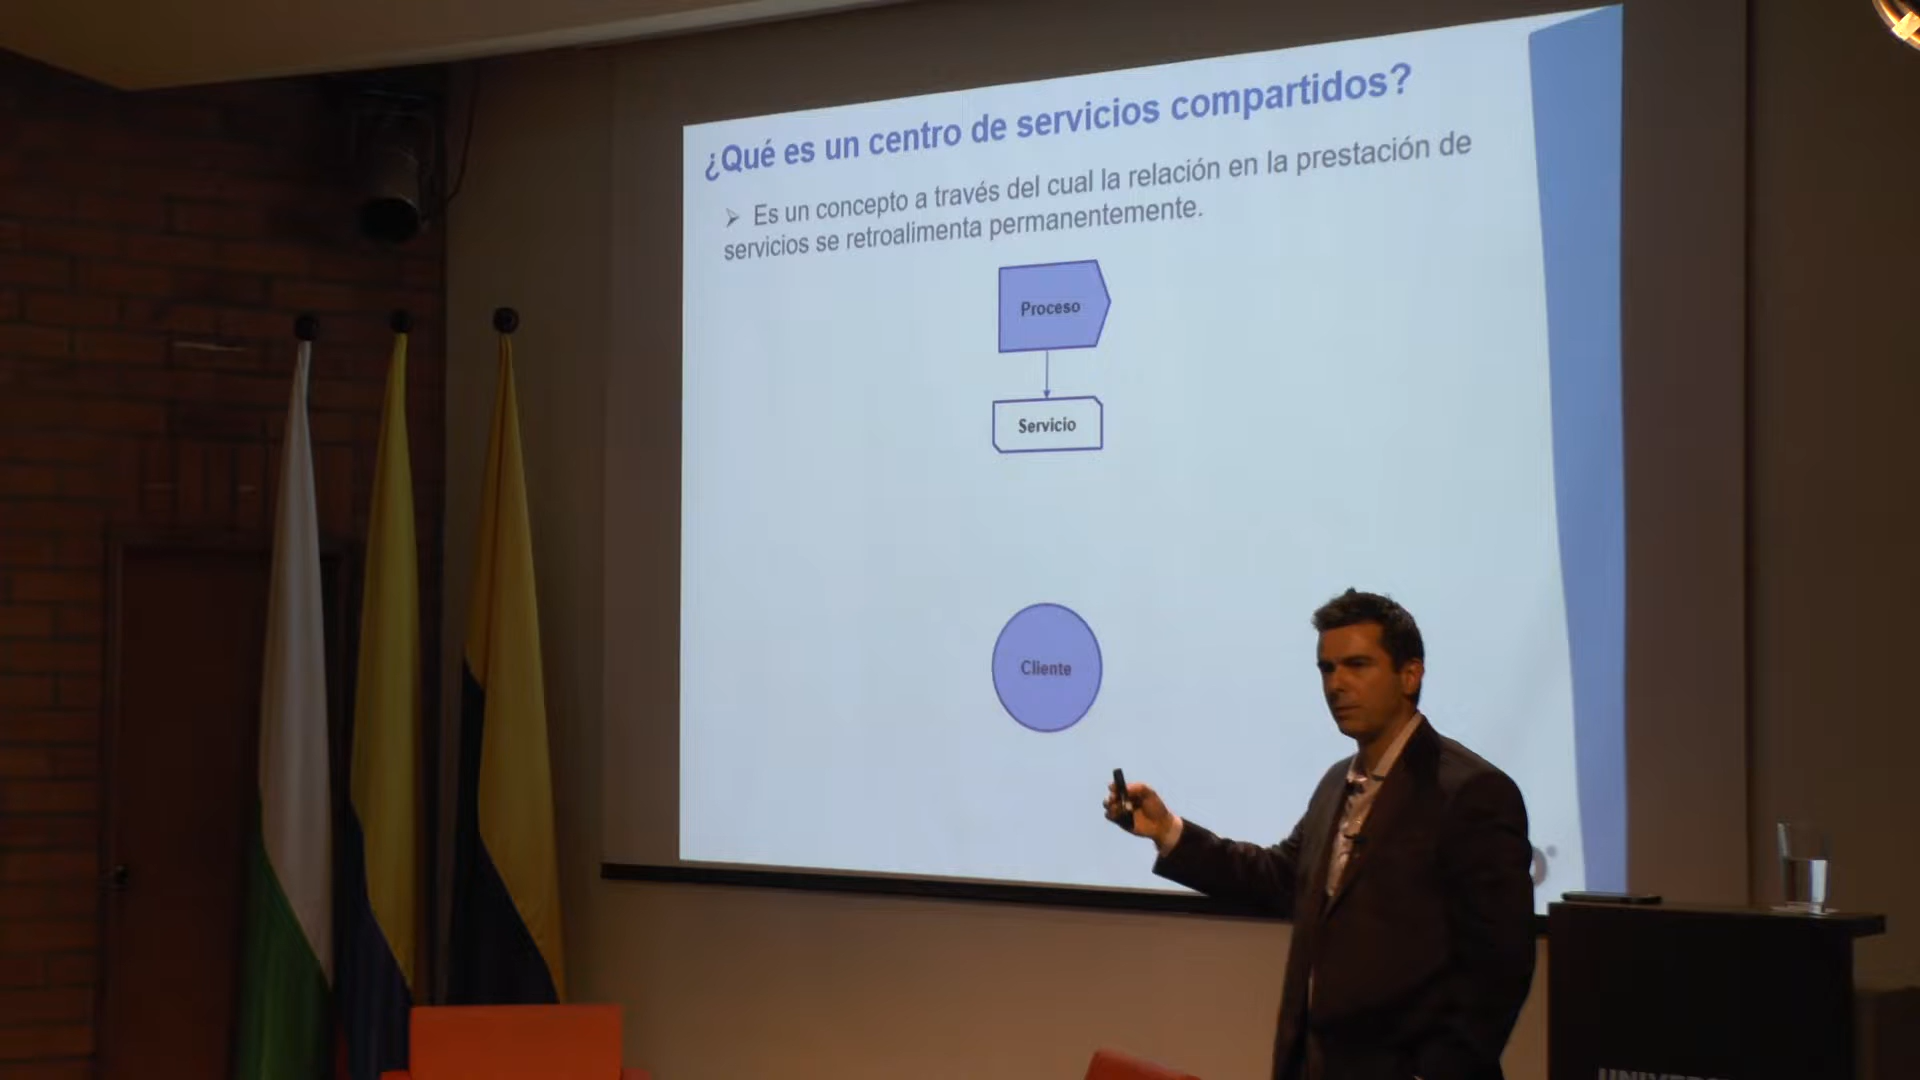 ¿Qué es un centro de servicios compartidos?
➢ Es un concepto a través del cual la relación en la prestación de
servicios se retroalimenta permanentemente.
Proceso
Servicio
Cliente